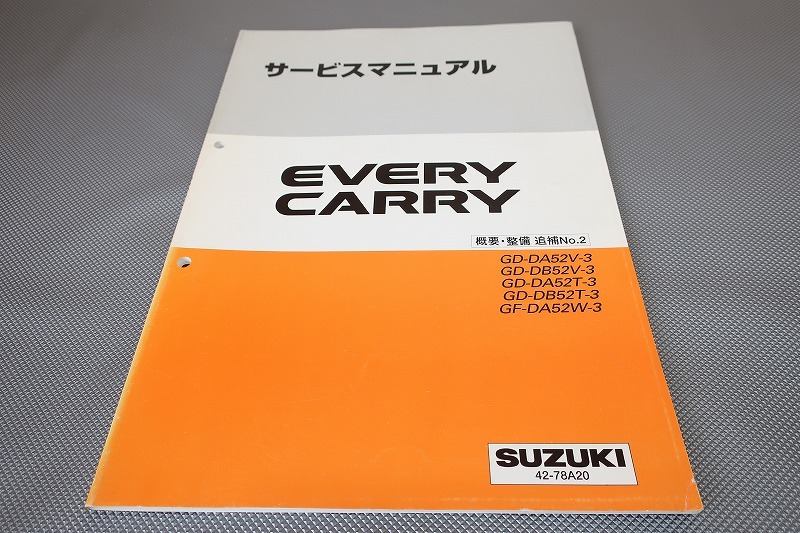 サービスマニュアル
EVERY
CARRY
概要・整備 追補No.2
GD-DA52V-3
GD-DB52V-3
GD-DA52T-3
GD-DB52T-3
GF-DA52W-3
SUZUKI
42-78A20